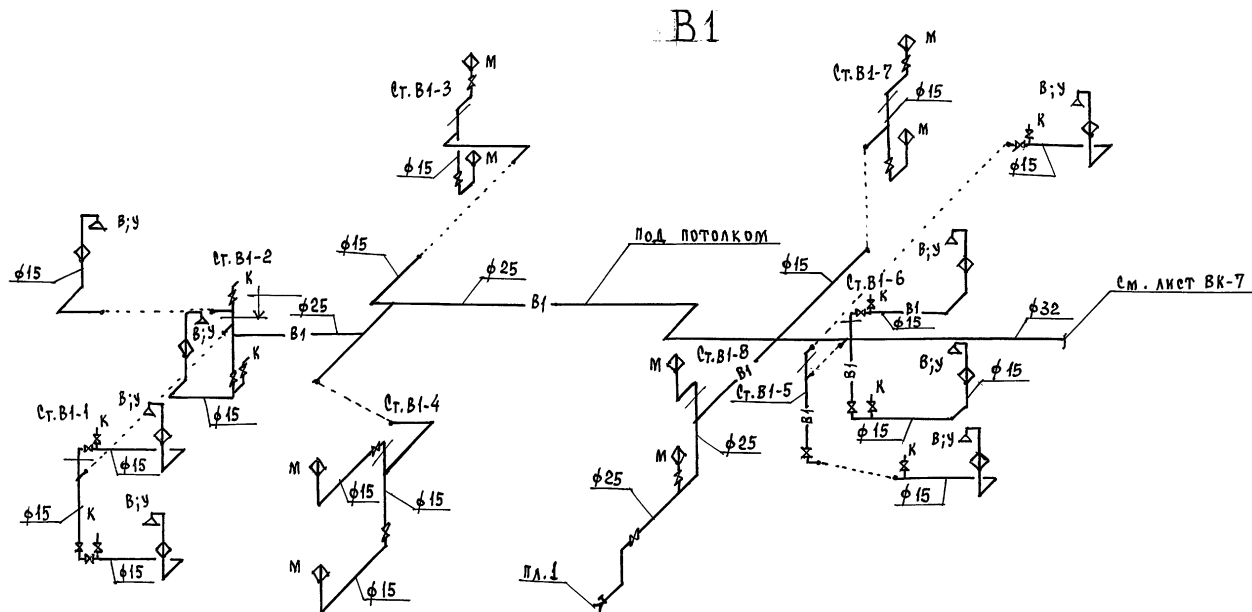 В1
М
Ст.В1-3
М
ф15
М
Ст.В1-7
ф15
М
В;У
К
ф15
В;У
ф15
Ст.В1-2
К
ф25
В1
В;У
К
ф15
ф15
ф25
В1
под потолком
ф15
Ст.В1-6
К
В1
ф15
В;У
См. лист ВК-7
ф32
Ст.В1-1
К
В;У
ф15
ф15
К
В;У
ф15
Ст.В1-4
М
ф15
ф15
М
ф15
М
Ст.В1-8
В1
Ст.В1-5
В1
В1
К
ф15
В;У
ф15
М
ф25
ф25
К
ф15
В;У
Пл.1